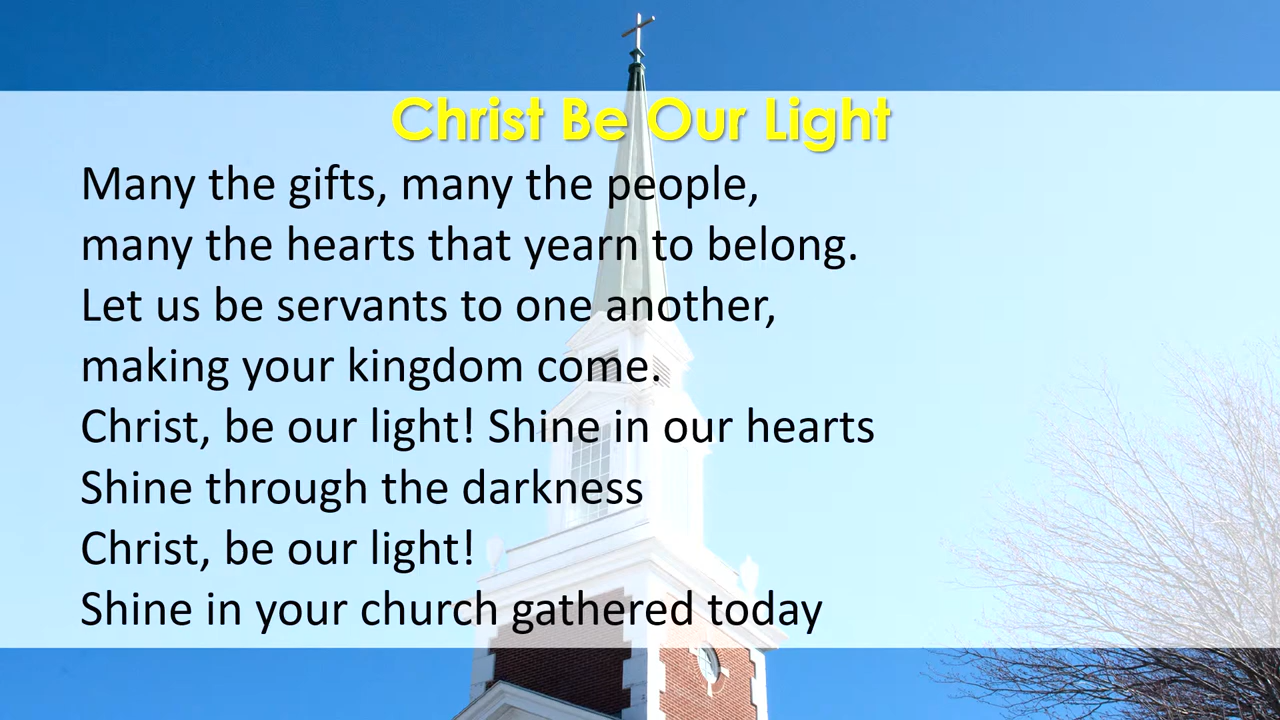 Christ Be Our Light
Many the gifts, many the people,
many the hearts that yearn to belong.
Let us be servants to one another,
making your kingdom come.
Christ, be our light! Shine in our hearts
Shine through the darkness
Christ, be our light!
Shine in your church gathered today